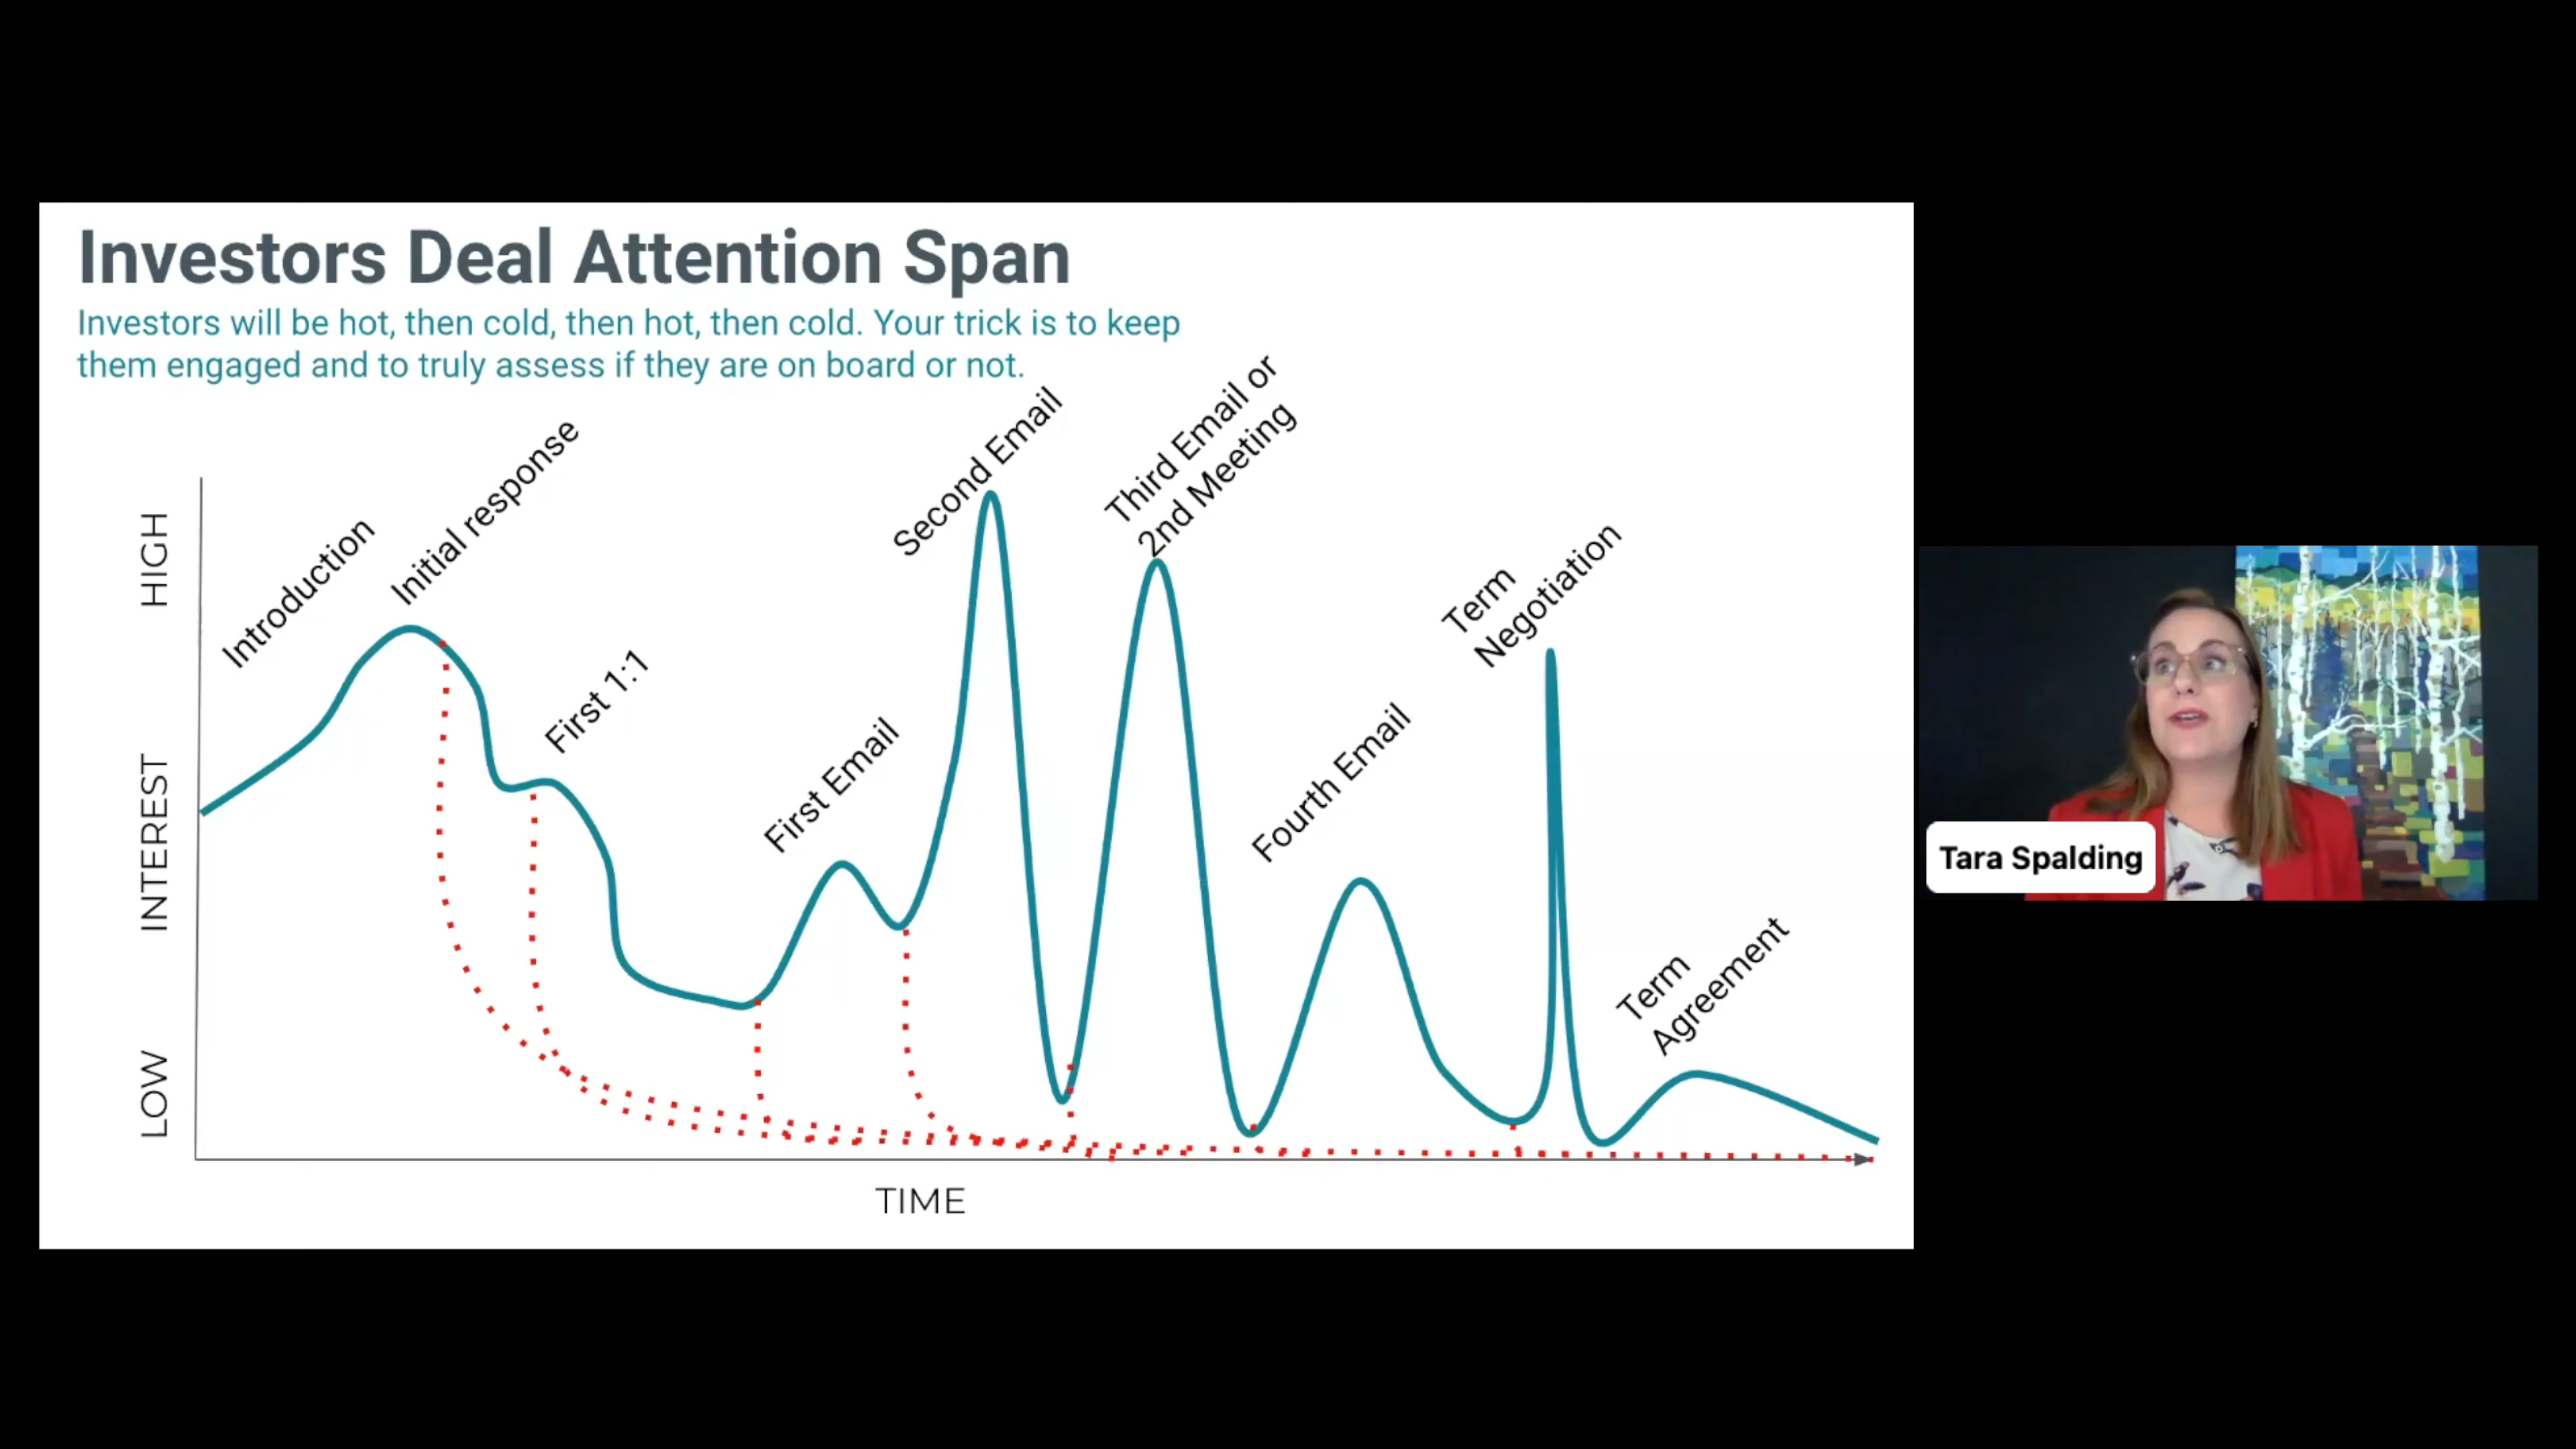 Investors Deal Attention Span
Investors will be hot, then cold, then hot, then cold. Your trick is to keep
them engaged and to truly assess if they are on board or not.
HIGH
INTEREST
LOW
Introduction
Initial response
First 1:1
First Email
Second Email
Third Email or
2nd Meeting
Fourth Email
Term
Negotiation
Term
Agreement
TIME
Tara Spalding